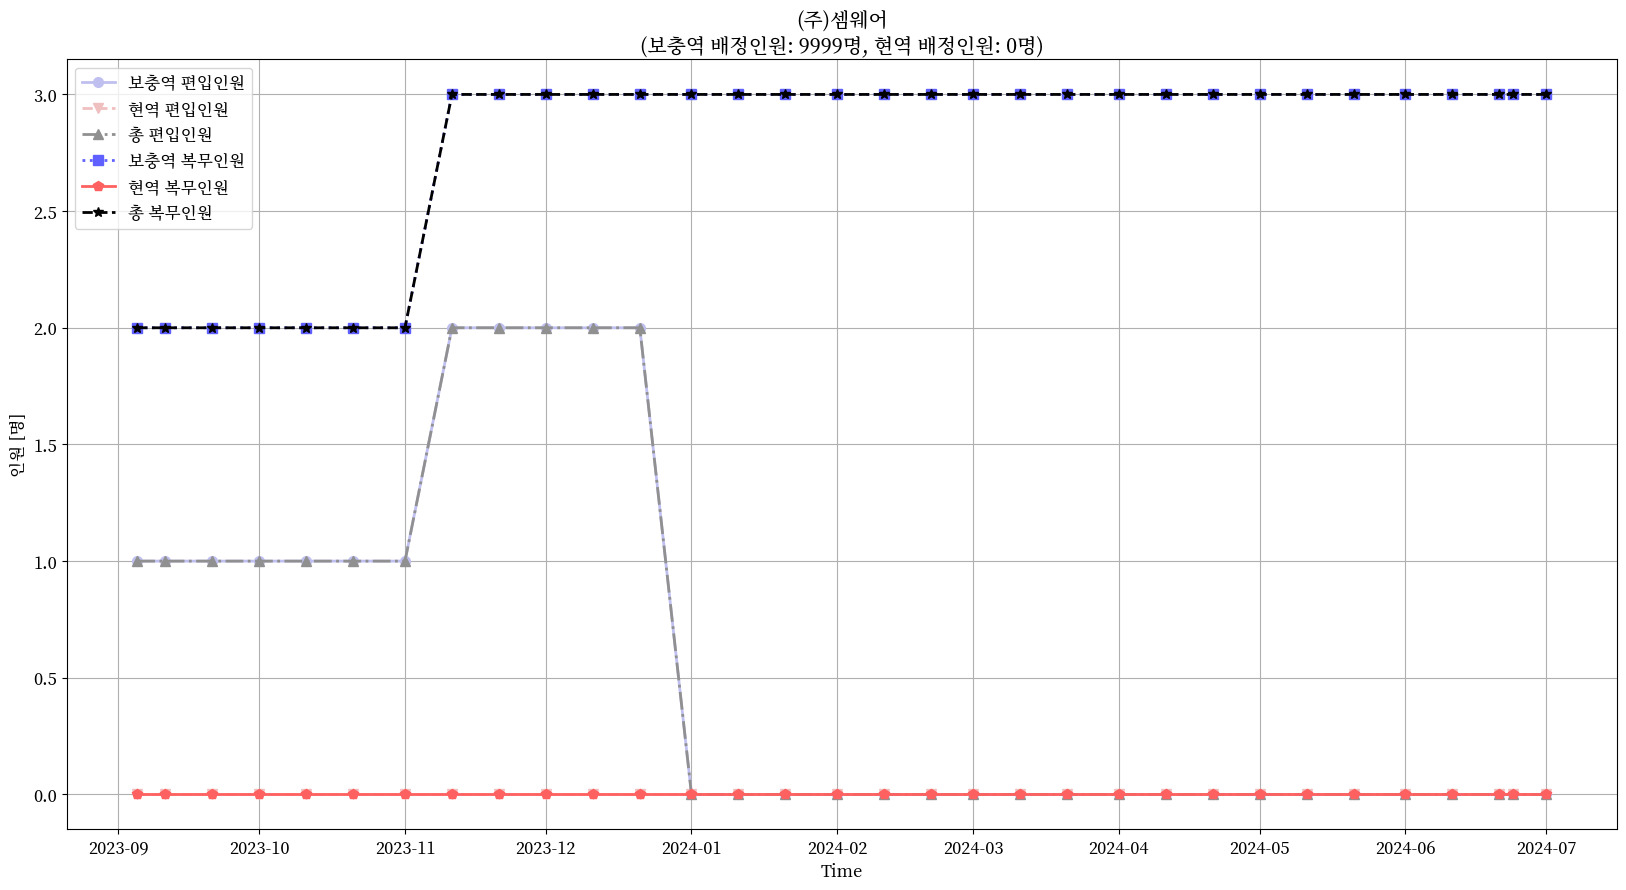 (주)셈웨어
(보충역 배정인원: 9999명, 현역 배정인원: 0명)
보충역 편입인원
현역 편입인원
총 편입인원
보충역 복무인원
현역 복무인원
총 복무인원
3.0
2.5
2.0
1.5
1.0
0.5
0.0
인원 [명]
2023-09 2023-10 2023-11 2023-12 2024-01 2024-02 2024-03 2024-04 2024-05 2024-06 2024-07
Time